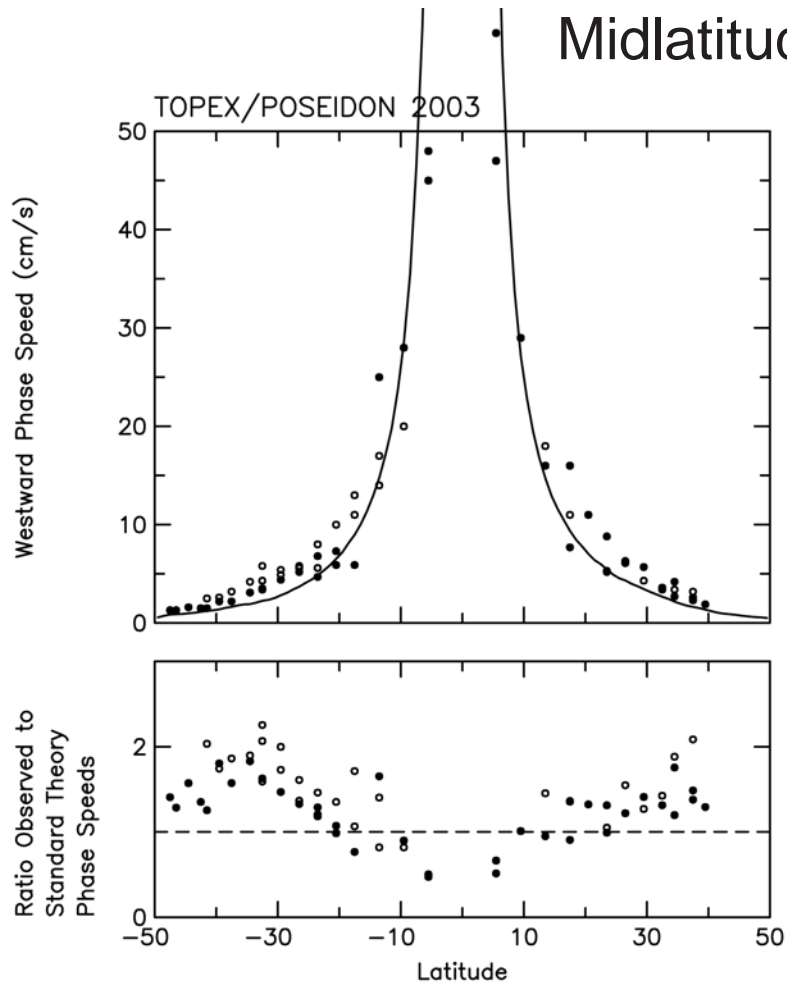 Midlatitud
TOPEX/POSEIDON 2003
Westward Phase Speed (cm/s)
50
40
30
20
10
0
Ratio Observed to
Standard Theory
Phase Speeds
2
0
−50
−30
−10
10
30
50
Latitude